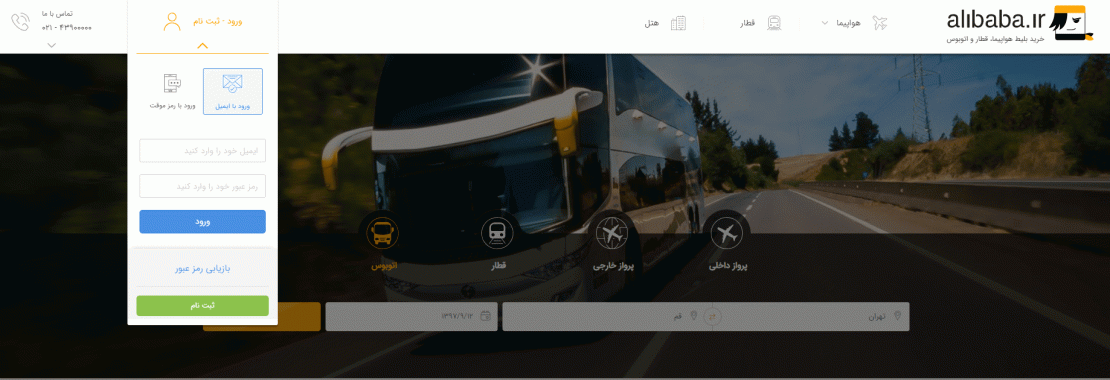 alibaba.ir
خرید بلیط هواپیما، قطار و اتوبوس
هواپیما
قطار
هتل
ورود - ثبت نام
تماس با ما
۰۲۱ - ۴۳۹۰۰۰۰۰
ورود با ایمیل
ورود با رمز موقت
ایمیل خود را وارد کنید
رمز عبور خود را وارد کنید
ورود
بازیابی رمز عبور
ثبت نام
پرواز داخلی
پرواز خارجی
قطار
اتوبوس
تهران
قم
۱۳۹۷/۹/۱۲